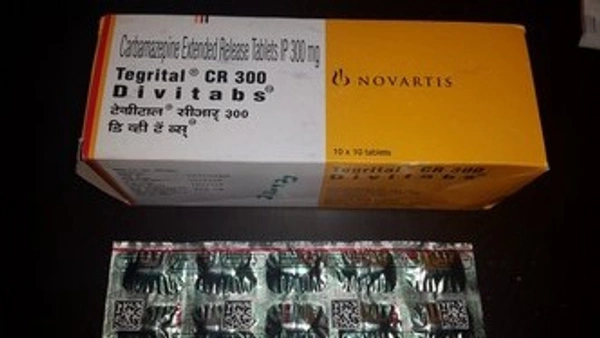 Carbamazepine Extended Release Tablets IP 300 mg
Tegrital® CR 300
Divitabs®
टेग्रीटाल® सीआर् ३००
डि व्ही टॅ ब्स्®
NOVARTIS
10 x 10 tablets
Tegrital® CR 300
Divitabs®